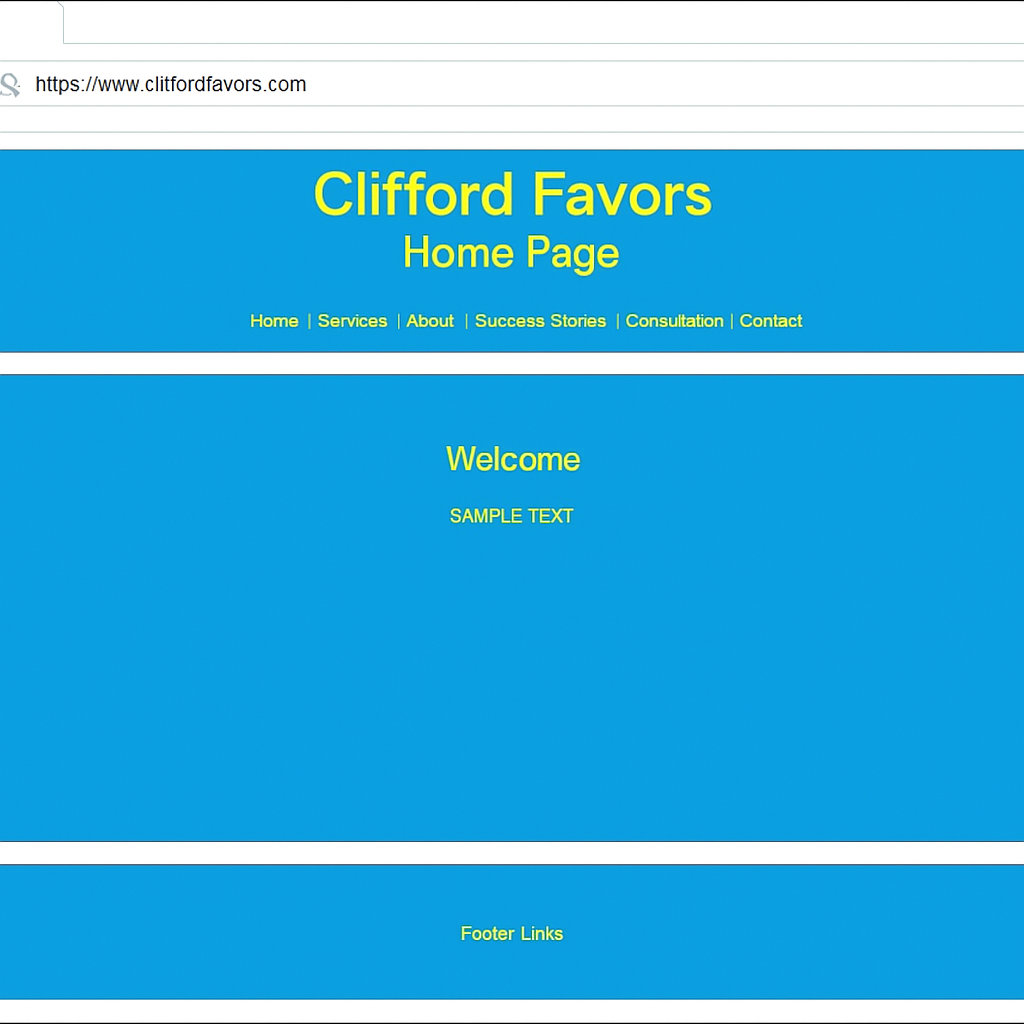 https://www.clitfordfavors.com
Clifford Favors
Home Page
Home | Services | About | Success Stories | Consultation | Contact
Welcome
SAMPLE TEXT
Footer Links